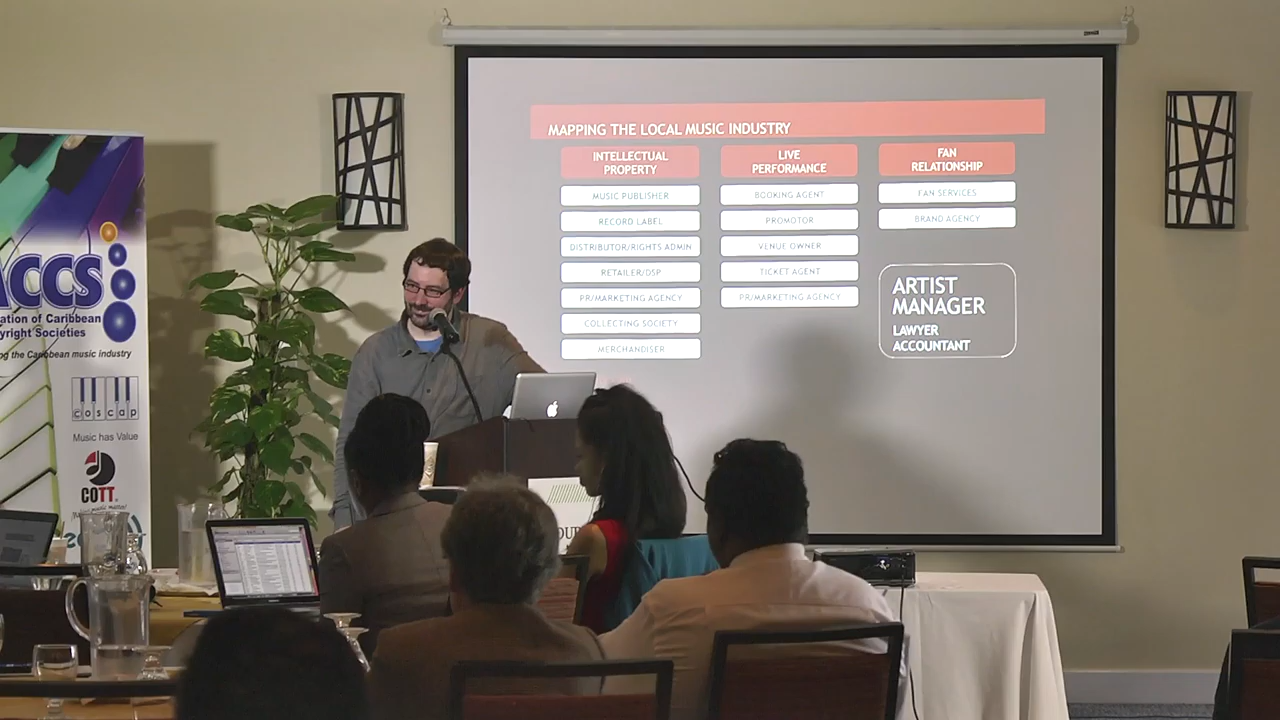 MAPPING THE LOCAL MUSIC INDUSTRY
INTELLECTUAL
PROPERTY
MUSIC PUBLISHER
RECORD LABEL
DISTRIBUTOR/RIGHTS ADMIN
RETAILER/DSP
PR/MARKETING AGENCY
COLLECTING SOCIETY
MERCHANDISER
LIVE
PERFORMANCE
BOOKING AGENT
PROMOTOR
VENUE OWNER
TICKET AGENT
PR/MARKETING AGENCY
FAN
RELATIONSHIP
FAN SERVICES
BRAND AGENCY
ARTIST
MANAGER
LAWYER
ACCOUNTANT
ACCS
ation of Caribbean
yright Societies
ng the Caribbean music industry
coscap
Music has Value
COTT